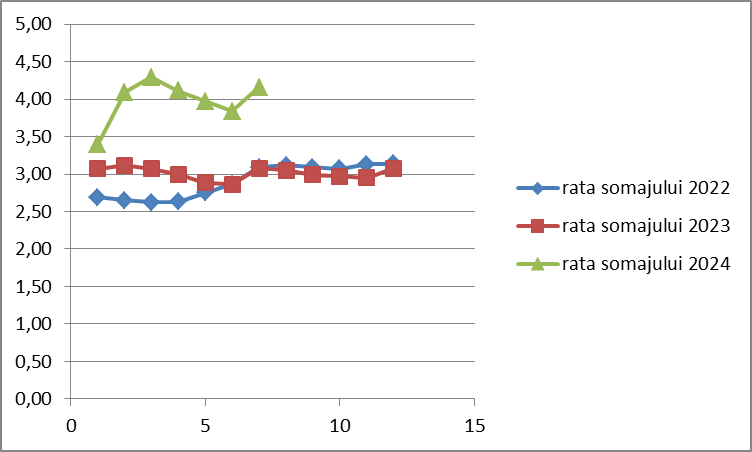 5,00
4,50
4,00
3,50
3,00
2,50
2,00
1,50
1,00
0,50
0,00
0 5 10 15
rata somajului 2022
rata somajului 2023
rata somajului 2024